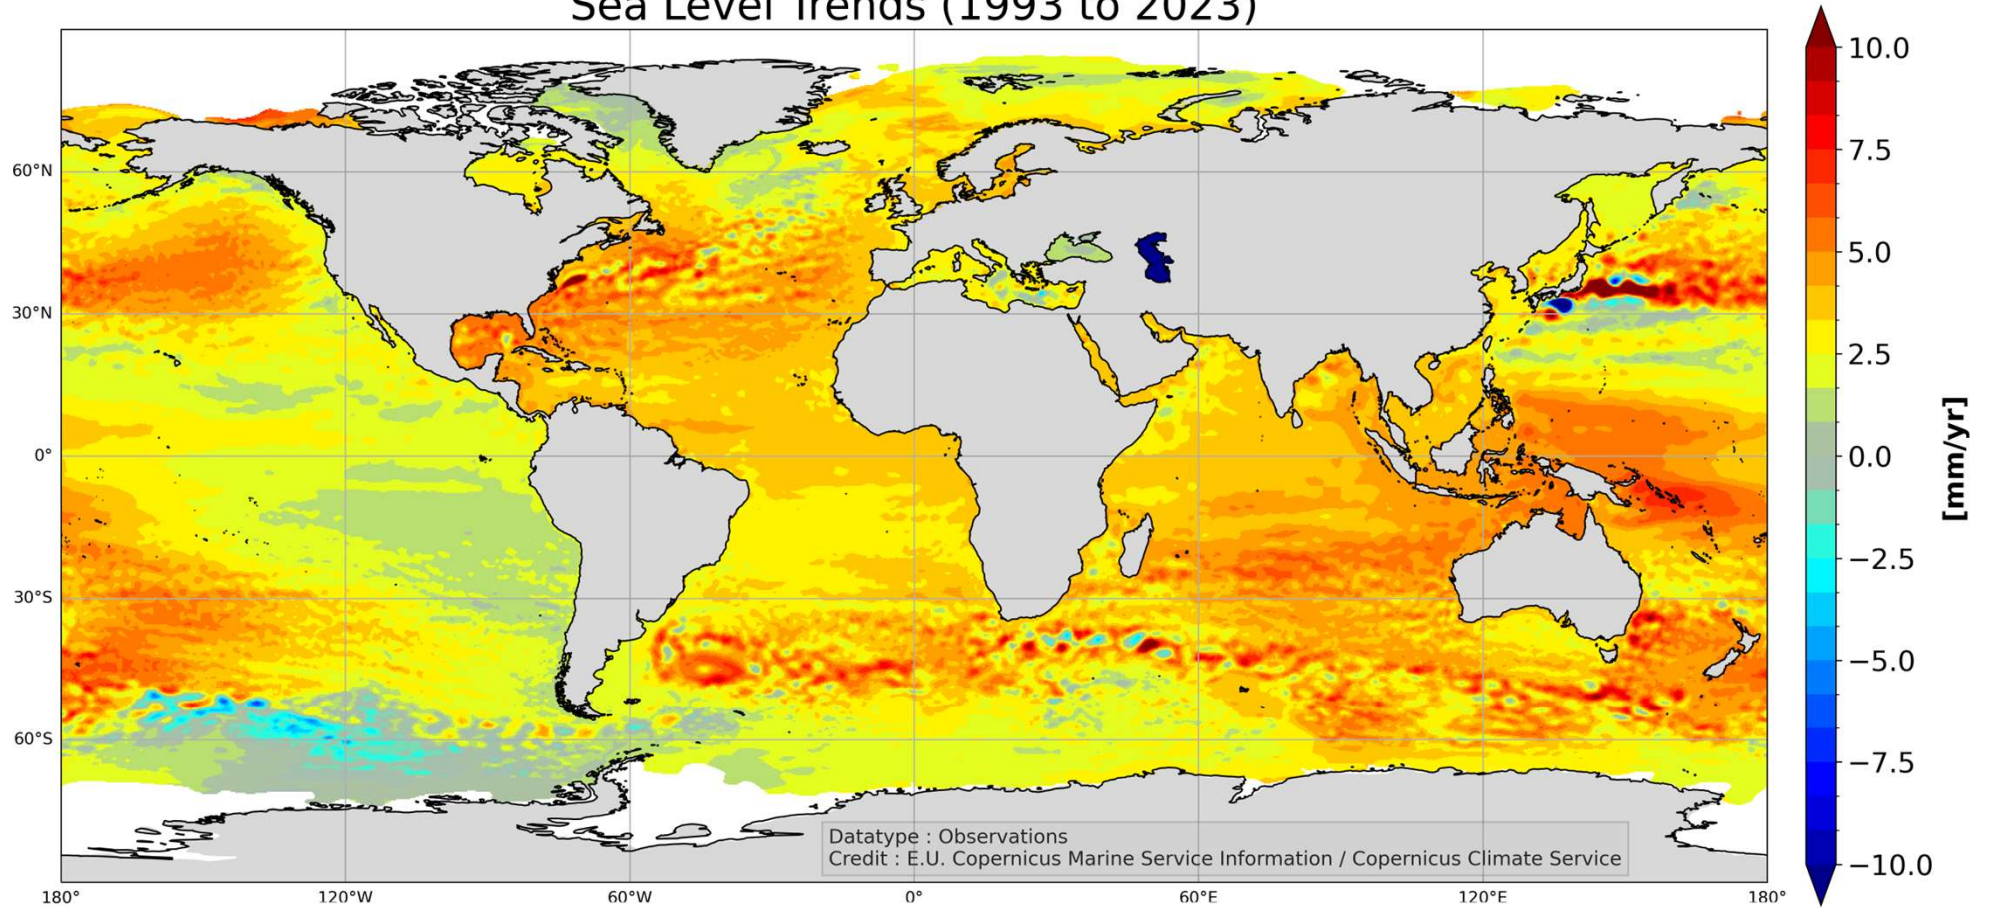 Sea Level Trends (1993 to 2023)
10.0
7.5
5.0
2.5
0.0
−2.5
−5.0
−7.5
−10.0
[mm/yr]
60°N
30°N
0°
30°S
60°S
Datatype : Observations
Credit : E.U. Copernicus Marine Service Information / Copernicus Climate Service
180° 120°W 60°W 0° 60°E 120°E 180°